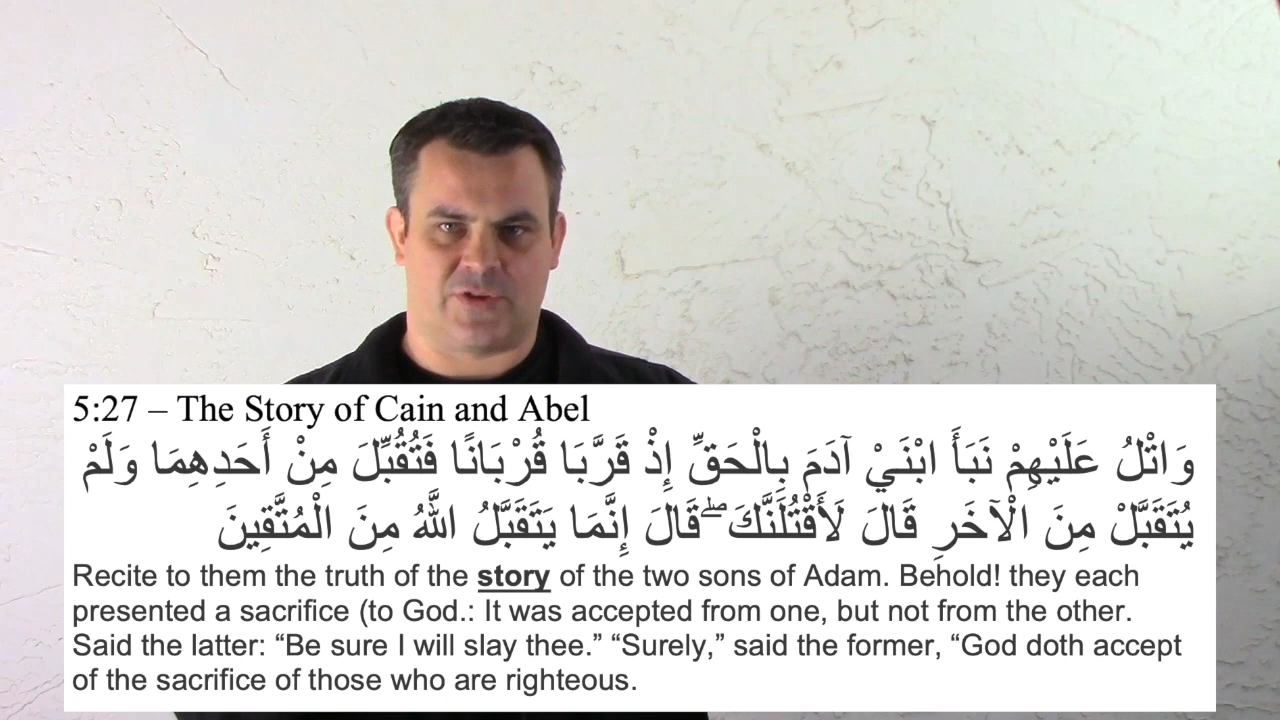 5:27 – The Story of Cain and Abel
وَاتْلُ عَلَيْهِمْ نَبَأَ ابْنَيْ آدَمَ بِالْحَقِّ إِذْ قَرَّبَا قُرْبَانًا فَتُقُبِّلَ مِنْ أَحَدِهِمَا وَلَمْ
يُتَقَبَّلْ مِنَ الْآخَرِ قَالَ لَأَقْتُلَنَّكَ ۖ قَالَ إِنَّمَا يَتَقَبَّلُ اللَّهُ مِنَ الْمُتَّقِينَ
Recite to them the truth of the story of the two sons of Adam. Behold! they each
presented a sacrifice (to God.: It was accepted from one, but not from the other.
Said the latter: “Be sure I will slay thee.” “Surely,” said the former, “God doth accept
of the sacrifice of those who are righteous.